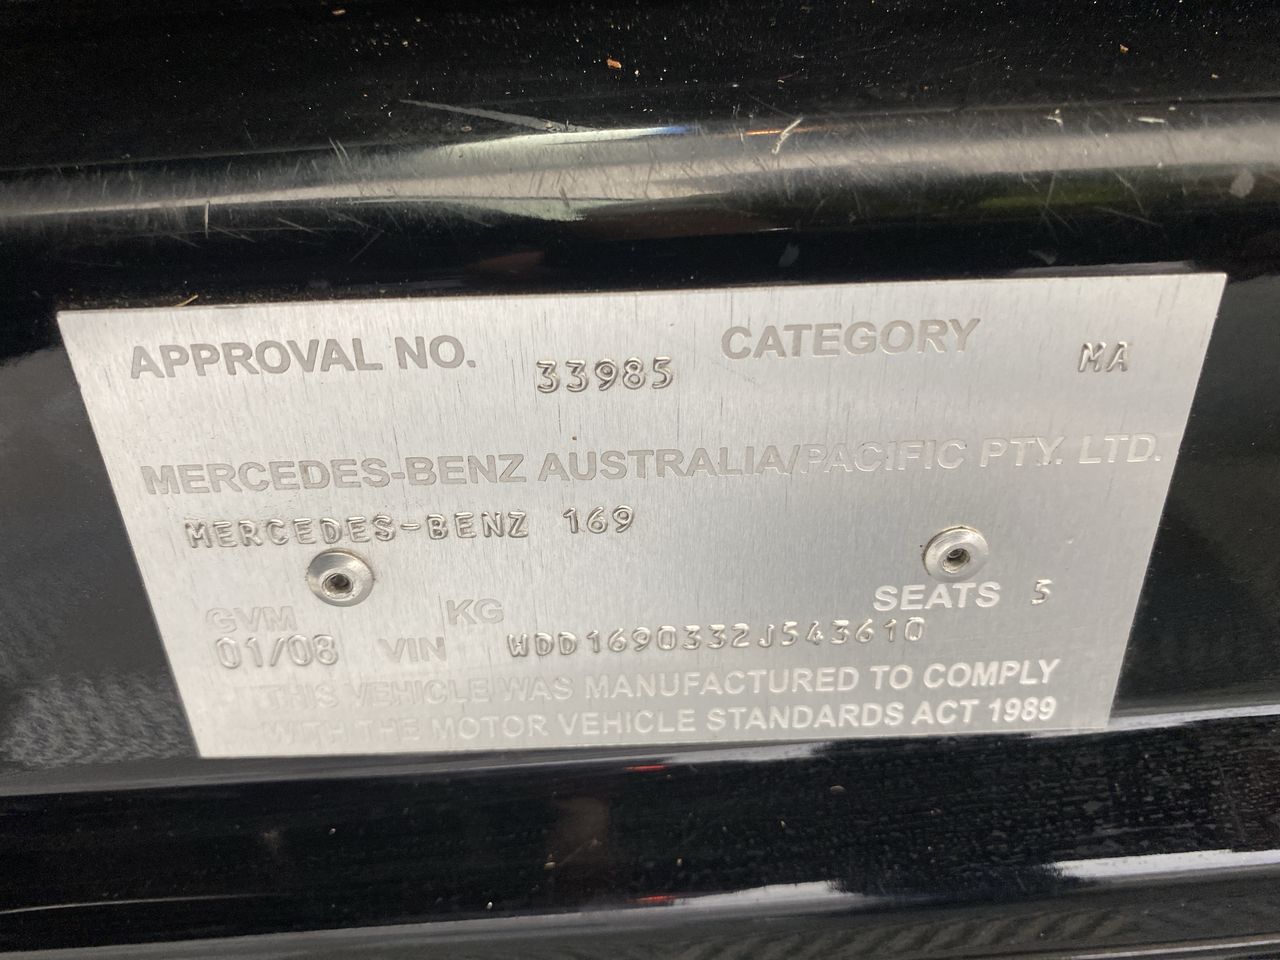 APPROVAL NO. 33985 CATEGORY MA
MERCEDES-BENZ AUSTRALIA/PACIFIC PTY. LTD.
MERCEDES-BENZ 169
GVM KG SEATS 5
01/08 VIN WDD1690332J543610
THIS VEHICLE WAS MANUFACTURED TO COMPLY
WITH THE MOTOR VEHICLE STANDARDS ACT 1989